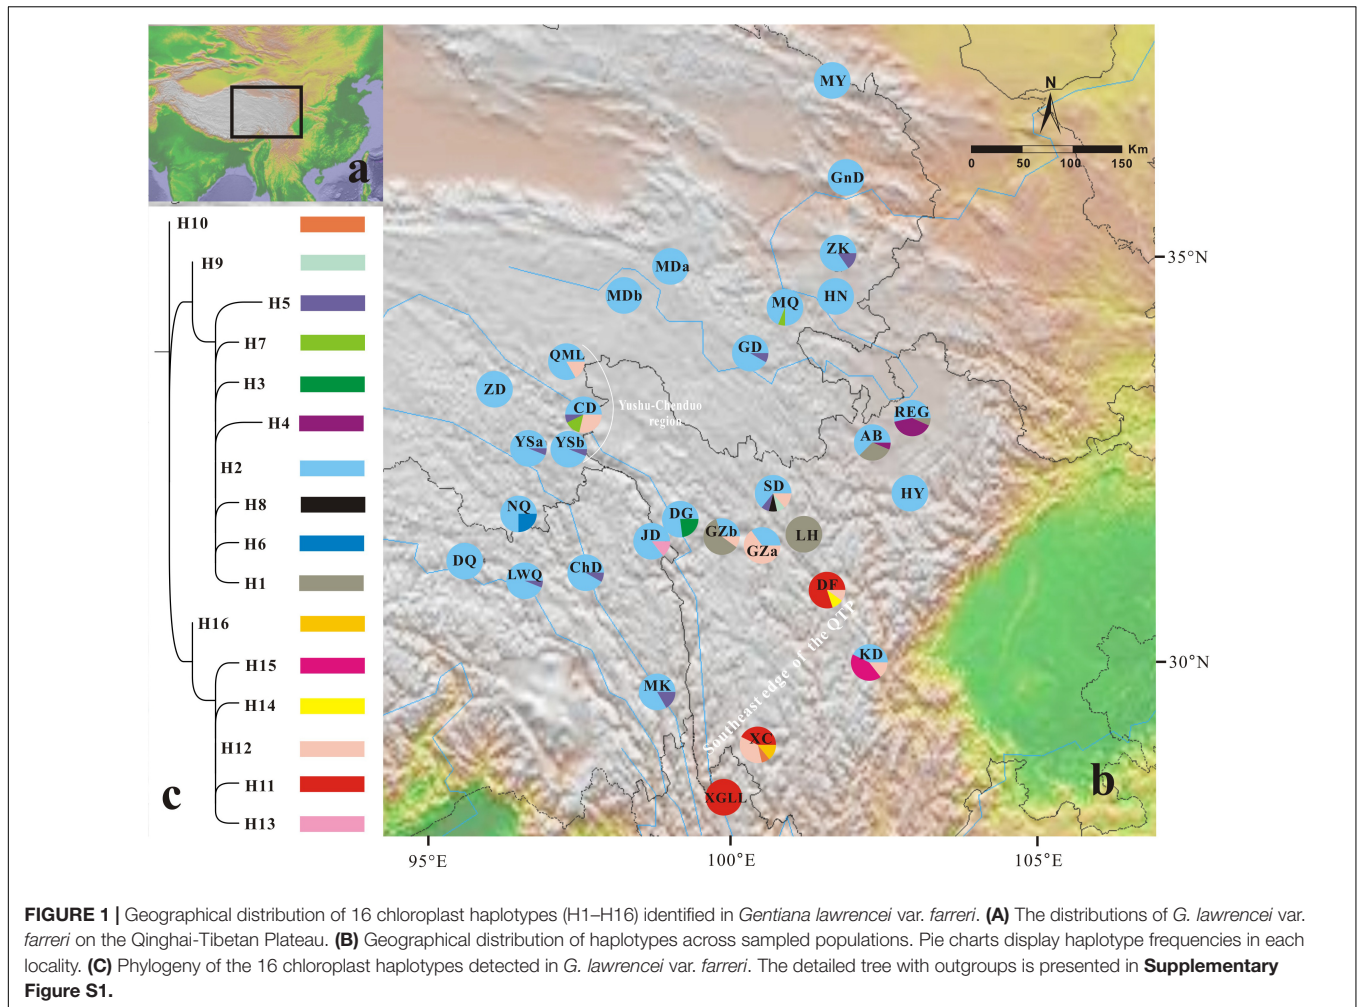 a
H10
H9
H5
H7
H3
H4
H2
H8
H6
H1
H16
H15
H14
H12
H11
H13
c
MY
N
Km
0 50 100 150
GnD
ZK
35°N
MDa
MDb
HN
MQ
GD
QML
ZD
CD
Yushu-Chenduo
region
REG
YSa
YSb
AB
SD
HY
NQ
DG
GZb
LH
JD
GZa
DQ
LWQ
ChD
DF
Southeast edge of the QTP
KD
30°N
MK
XC
XGLL
b
95°E 100°E 105°E
FIGURE 1 | Geographical distribution of 16 chloroplast haplotypes (H1–H16) identified in Gentiana lawrencei var. farreri. (A) The distributions of G. lawrencei var.
farreri on the Qinghai-Tibetan Plateau. (B) Geographical distribution of haplotypes across sampled populations. Pie charts display haplotype frequencies in each
locality. (C) Phylogeny of the 16 chloroplast haplotypes detected in G. lawrencei var. farreri. The detailed tree with outgroups is presented in Supplementary
Figure S1.